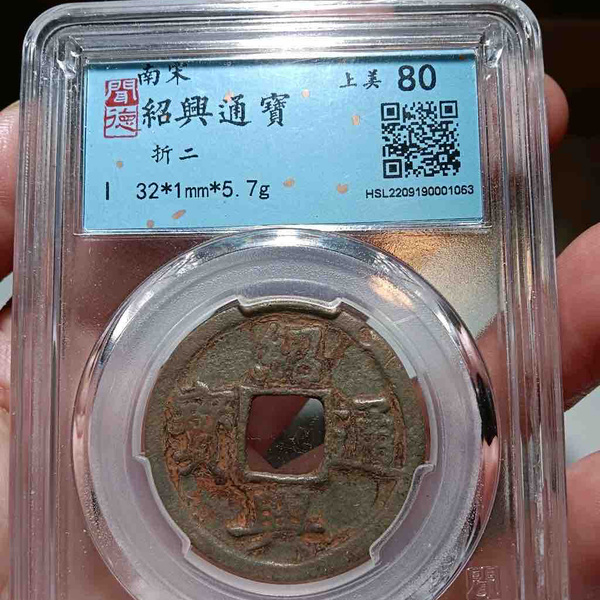 南宋
聞德
紹興通寶
折二
上美 80
I 32*1mm*5.7g
HSL2209190001063
紹
寶 通
興
聞